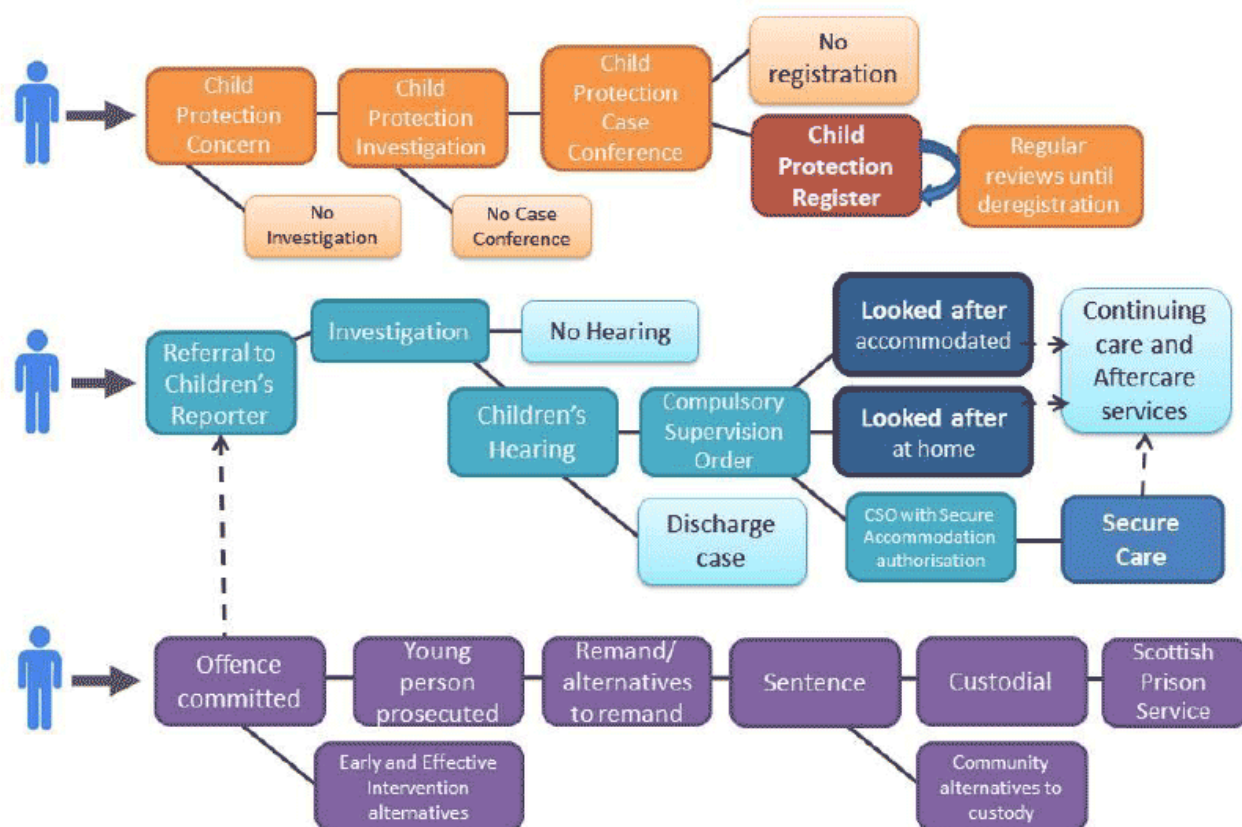 Child
Protection
Concern
Child
Protection
Investigation
Child
Protection
Case
Conference
No
registration
Child
Protection
Register
Regular
reviews until
deregistration
No
Investigation
No Case
Conference
Referral to
Children's
Reporter
Investigation
No Hearing
Children's
Hearing
Compulsory
Supervision
Order
Looked after
accommodated
Looked after
at home
Continuing
care and
Aftercare
services
Discharge
case
CSO with Secure
Accommodation
authorisation
Secure
Care
Offence
committed
Young
person
prosecuted
Remand/
alternatives
to remand
Sentence
Custodial
Scottish
Prison
Service
Early and Effective
Intervention
alternatives
Community
alternatives to
custody